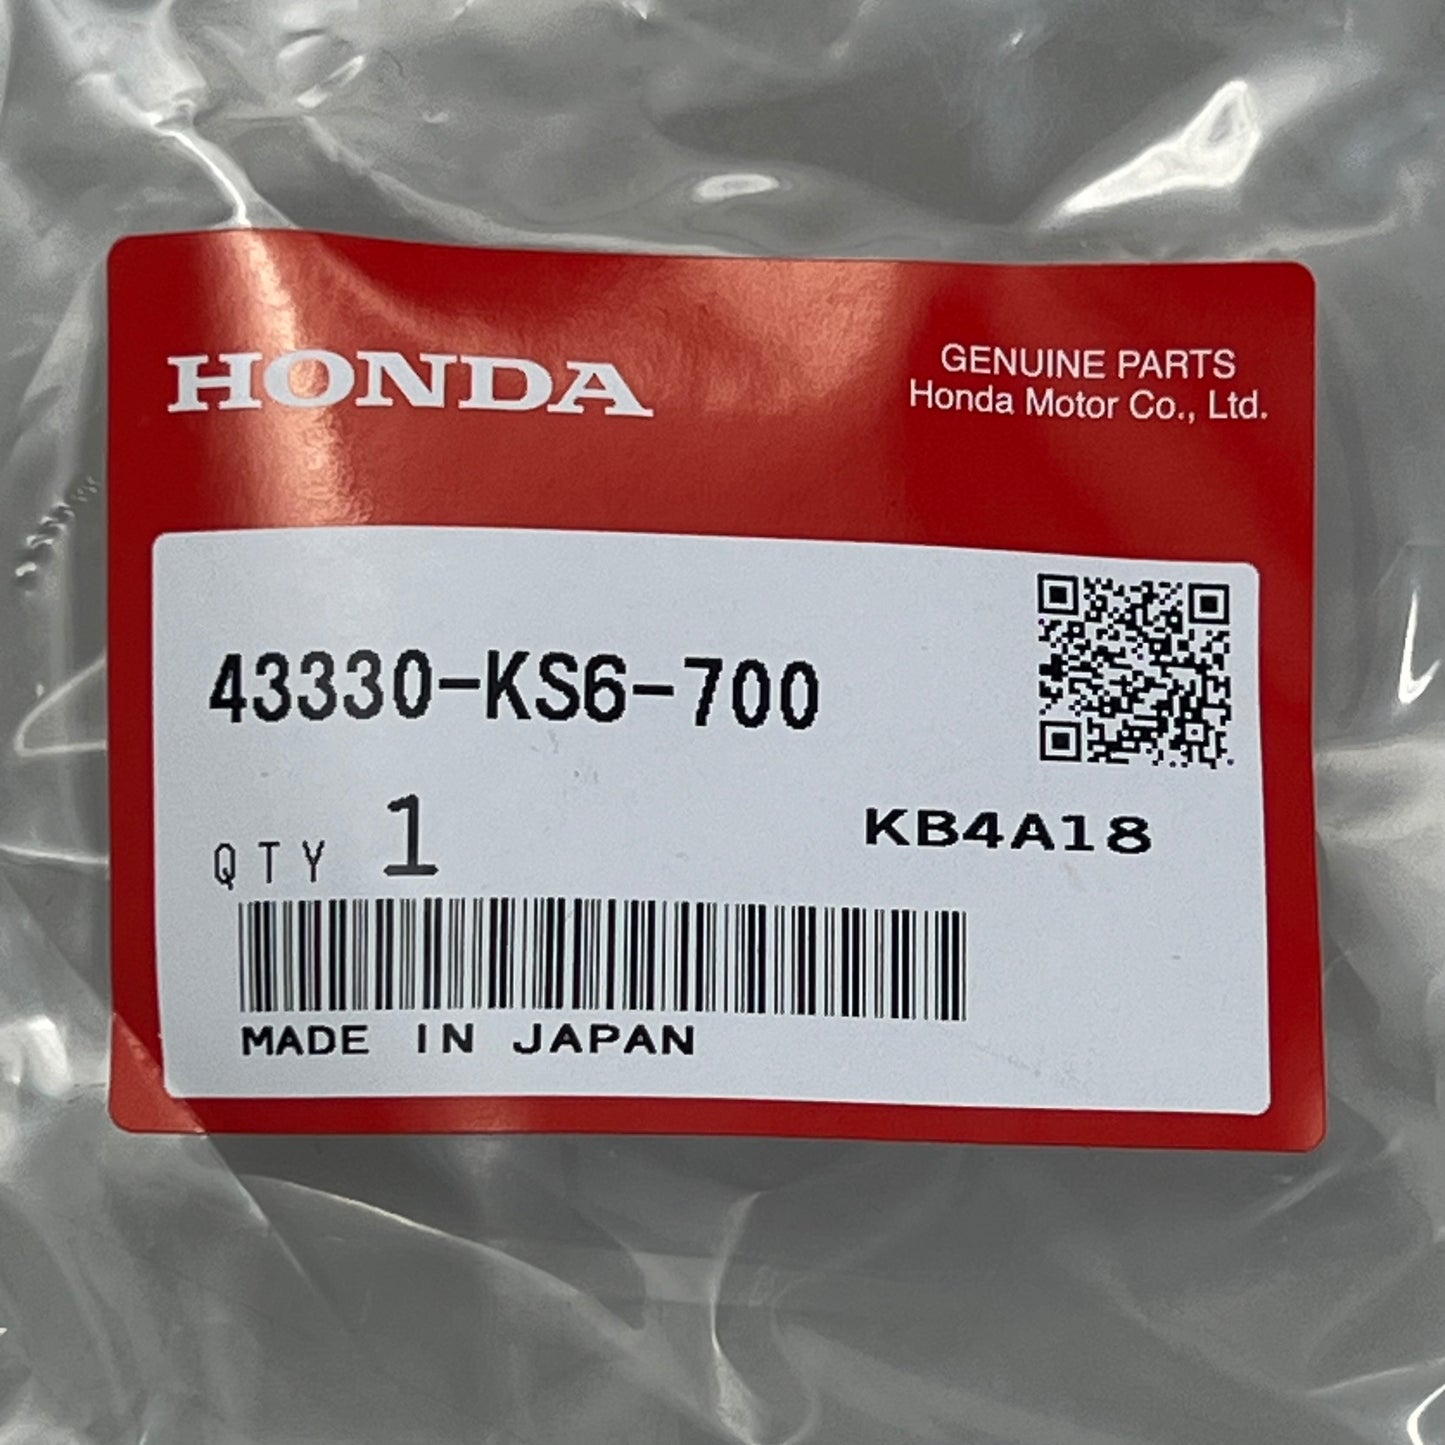 HONDA
GENUINE PARTS
Honda Motor Co., Ltd.
43330-KS6-700
QTY 1
KB4A18
MADE IN JAPAN